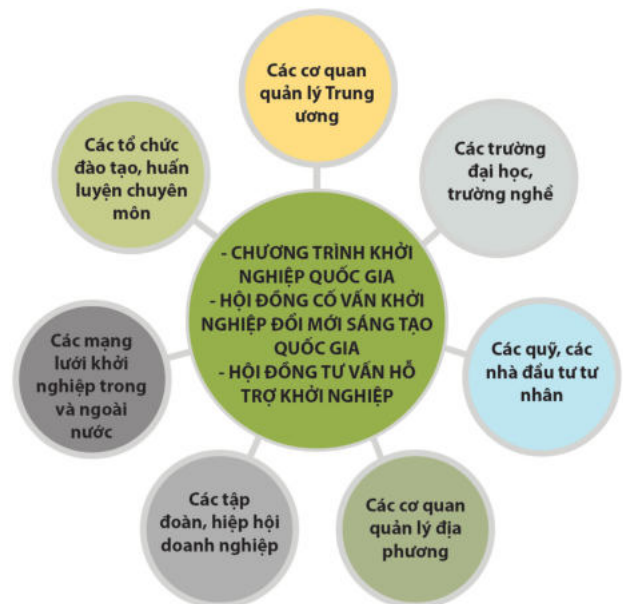 Các cơ quan
quản lý Trung
ương
Các trường
đại học,
trường nghề
Các quỹ, các
nhà đầu tư tư
nhân
Các cơ quan
quản lý địa
phương
Các tập
đoàn, hiệp hội
doanh nghiệp
Các mạng
lưới khởi
nghiệp trong
và ngoài
nước
Các tổ chức
đào tạo, huấn
luyện chuyên
môn
- CHƯƠNG TRÌNH KHỞI
NGHIỆP QUỐC GIA
- HỘI ĐỒNG CỐ VẤN KHỞI
NGHIỆP ĐỔI MỚI SÁNG TẠO
QUỐC GIA
- HỘI ĐỒNG TƯ VẤN HỖ
TRỢ KHỞI NGHIỆP